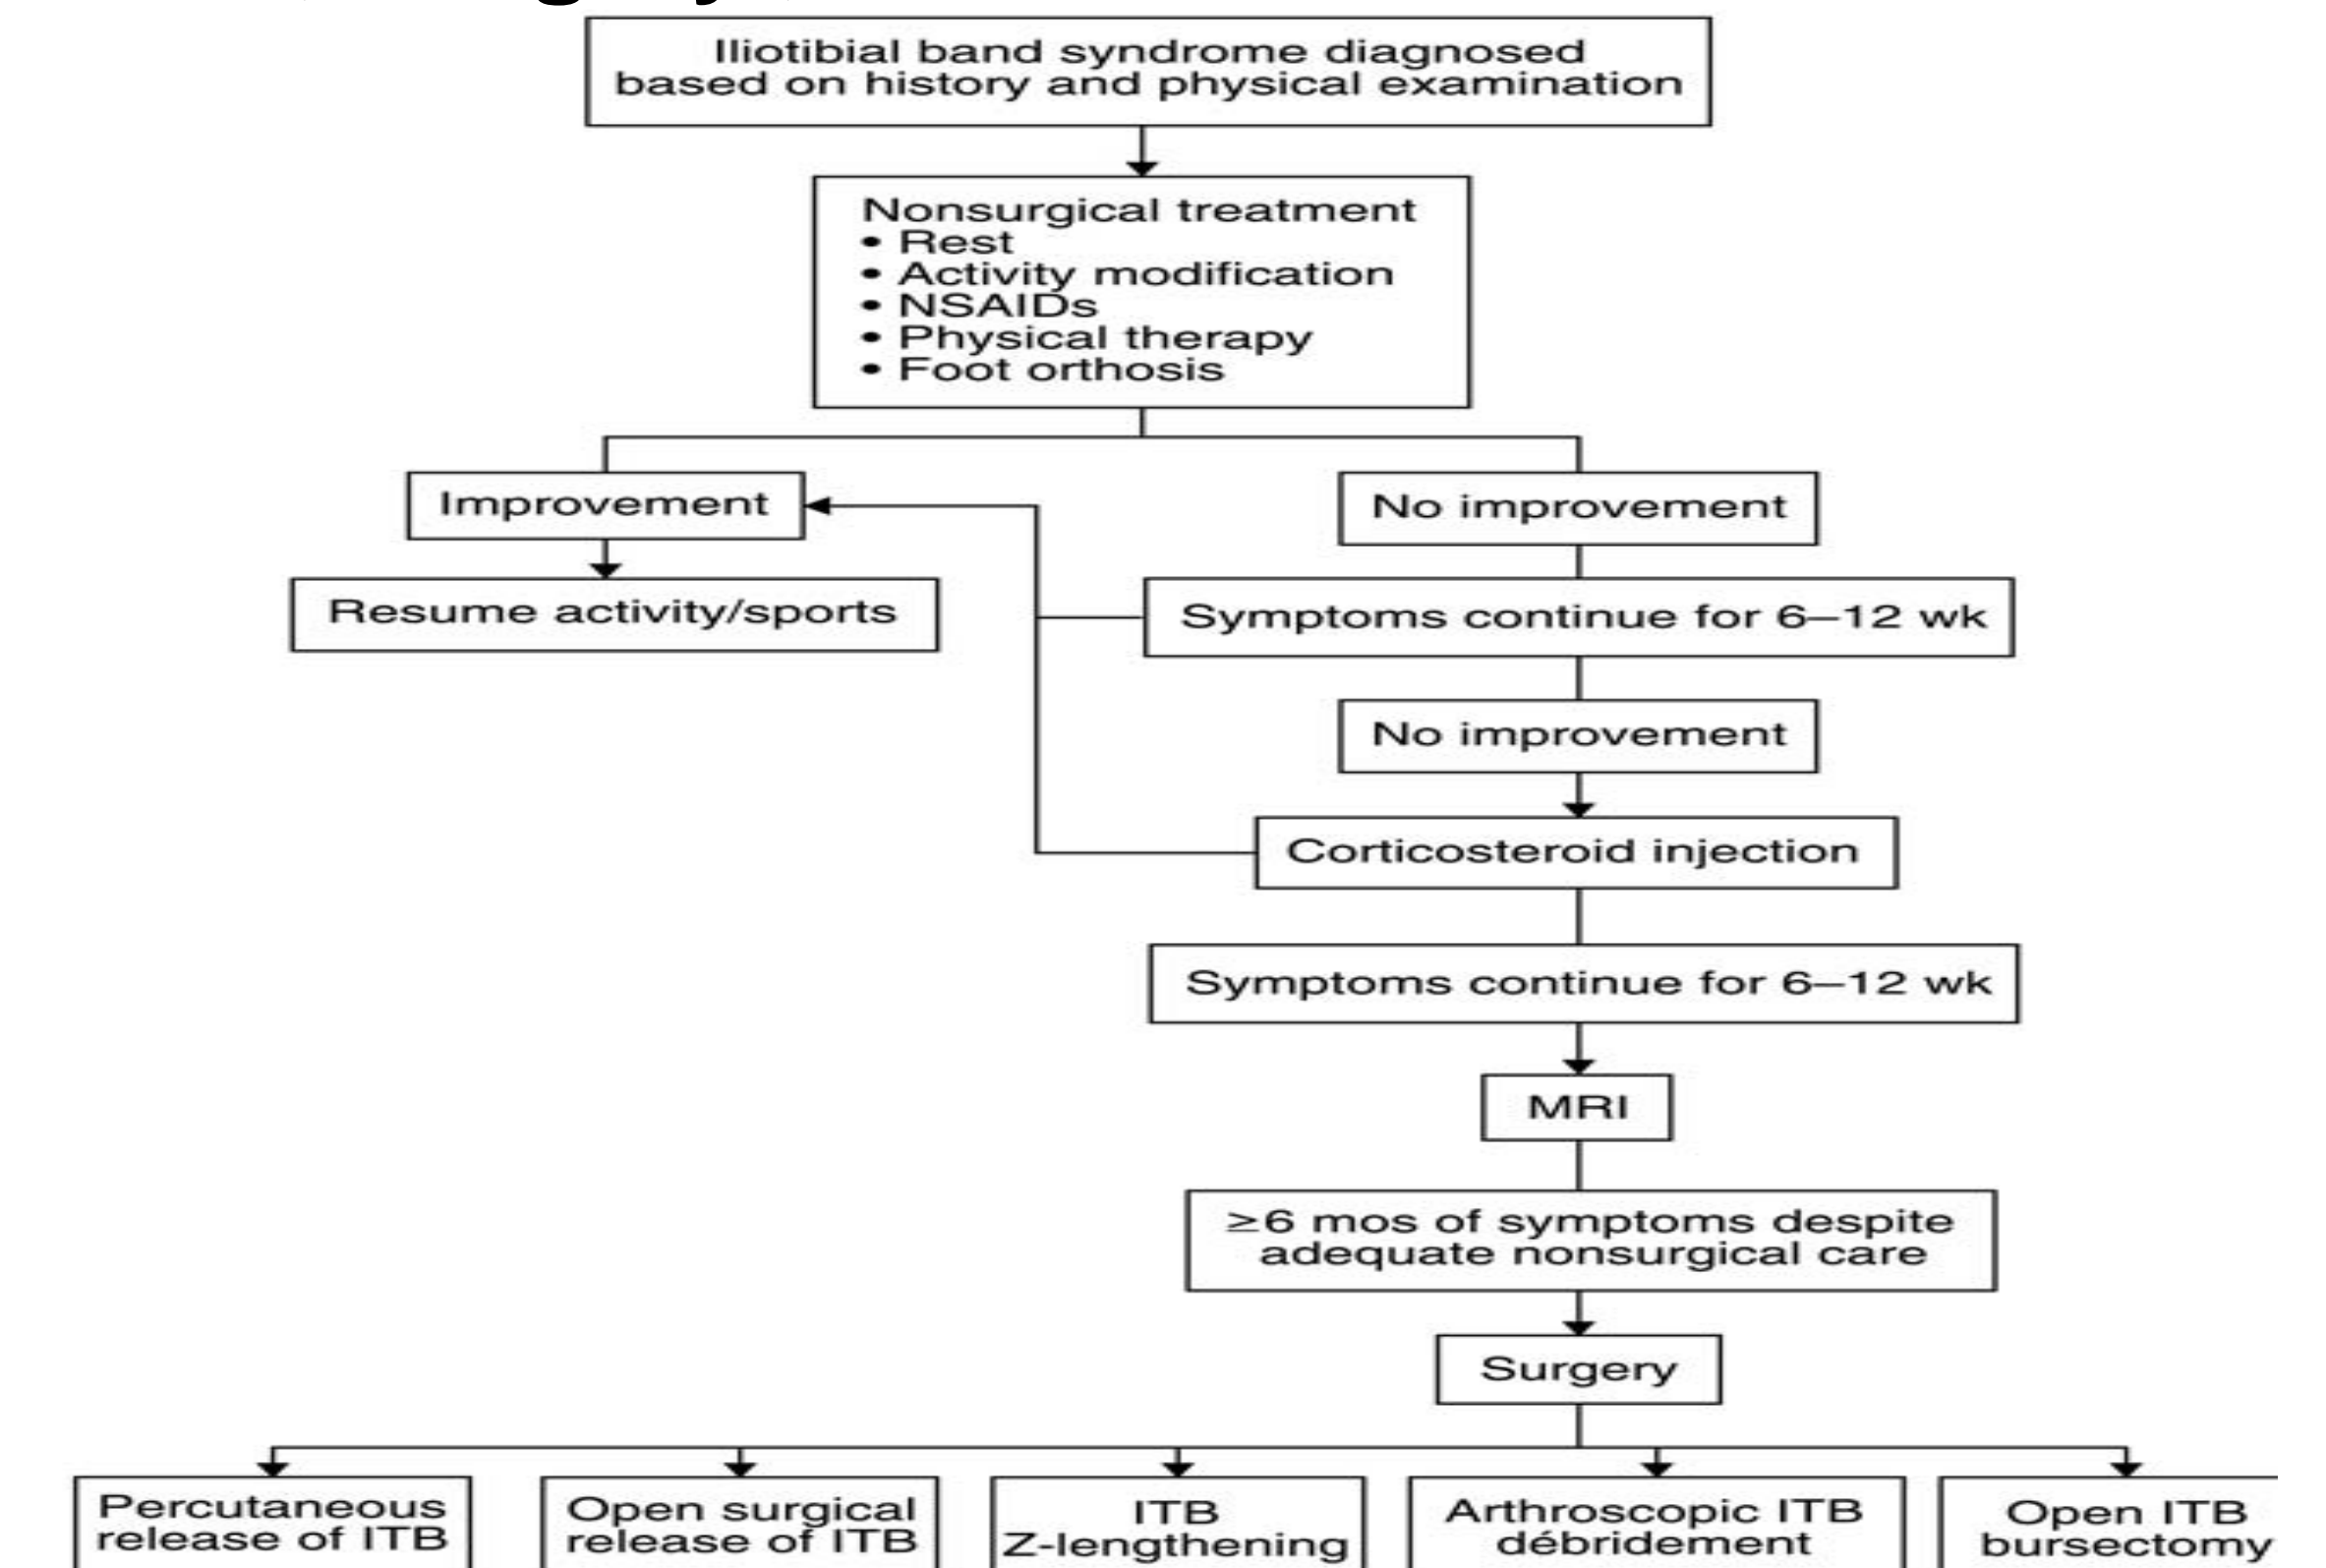 Iliotibial band syndrome diagnosed
based on history and physical examination
Nonsurgical treatment
• Rest
• Activity modification
• NSAIDs
• Physical therapy
• Foot orthosis
Improvement
No improvement
Resume activity/sports
Symptoms continue for 6–12 wk
No improvement
Corticosteroid injection
Symptoms continue for 6–12 wk
MRI
≥6 mos of symptoms despite
adequate nonsurgical care
Surgery
Percutaneous
release of ITB
Open surgical
release of ITB
ITB
Z-lengthening
Arthroscopic ITB
débridement
Open ITB
bursectomy